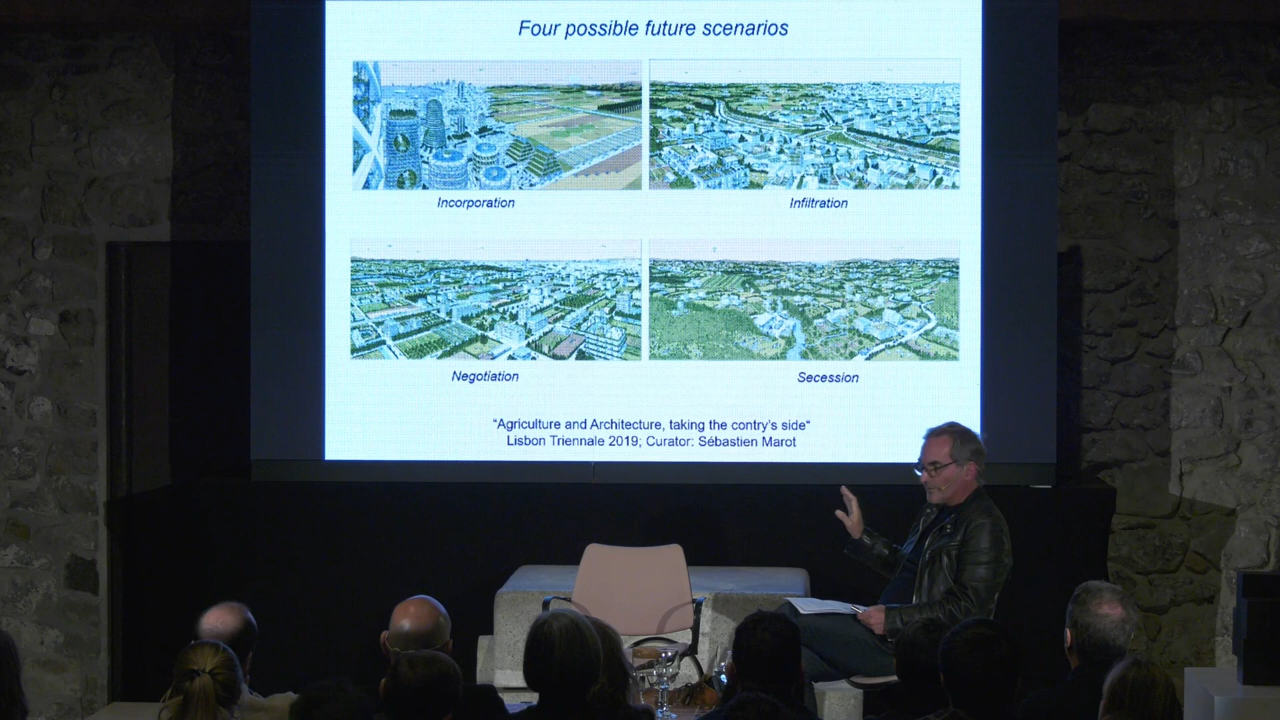 Four possible future scenarios
Incorporation
Infiltration
Negotiation
Secession
"Agriculture and Architecture, taking the contry's side"
Lisbon Triennale 2019; Curator: Sébastien Marot